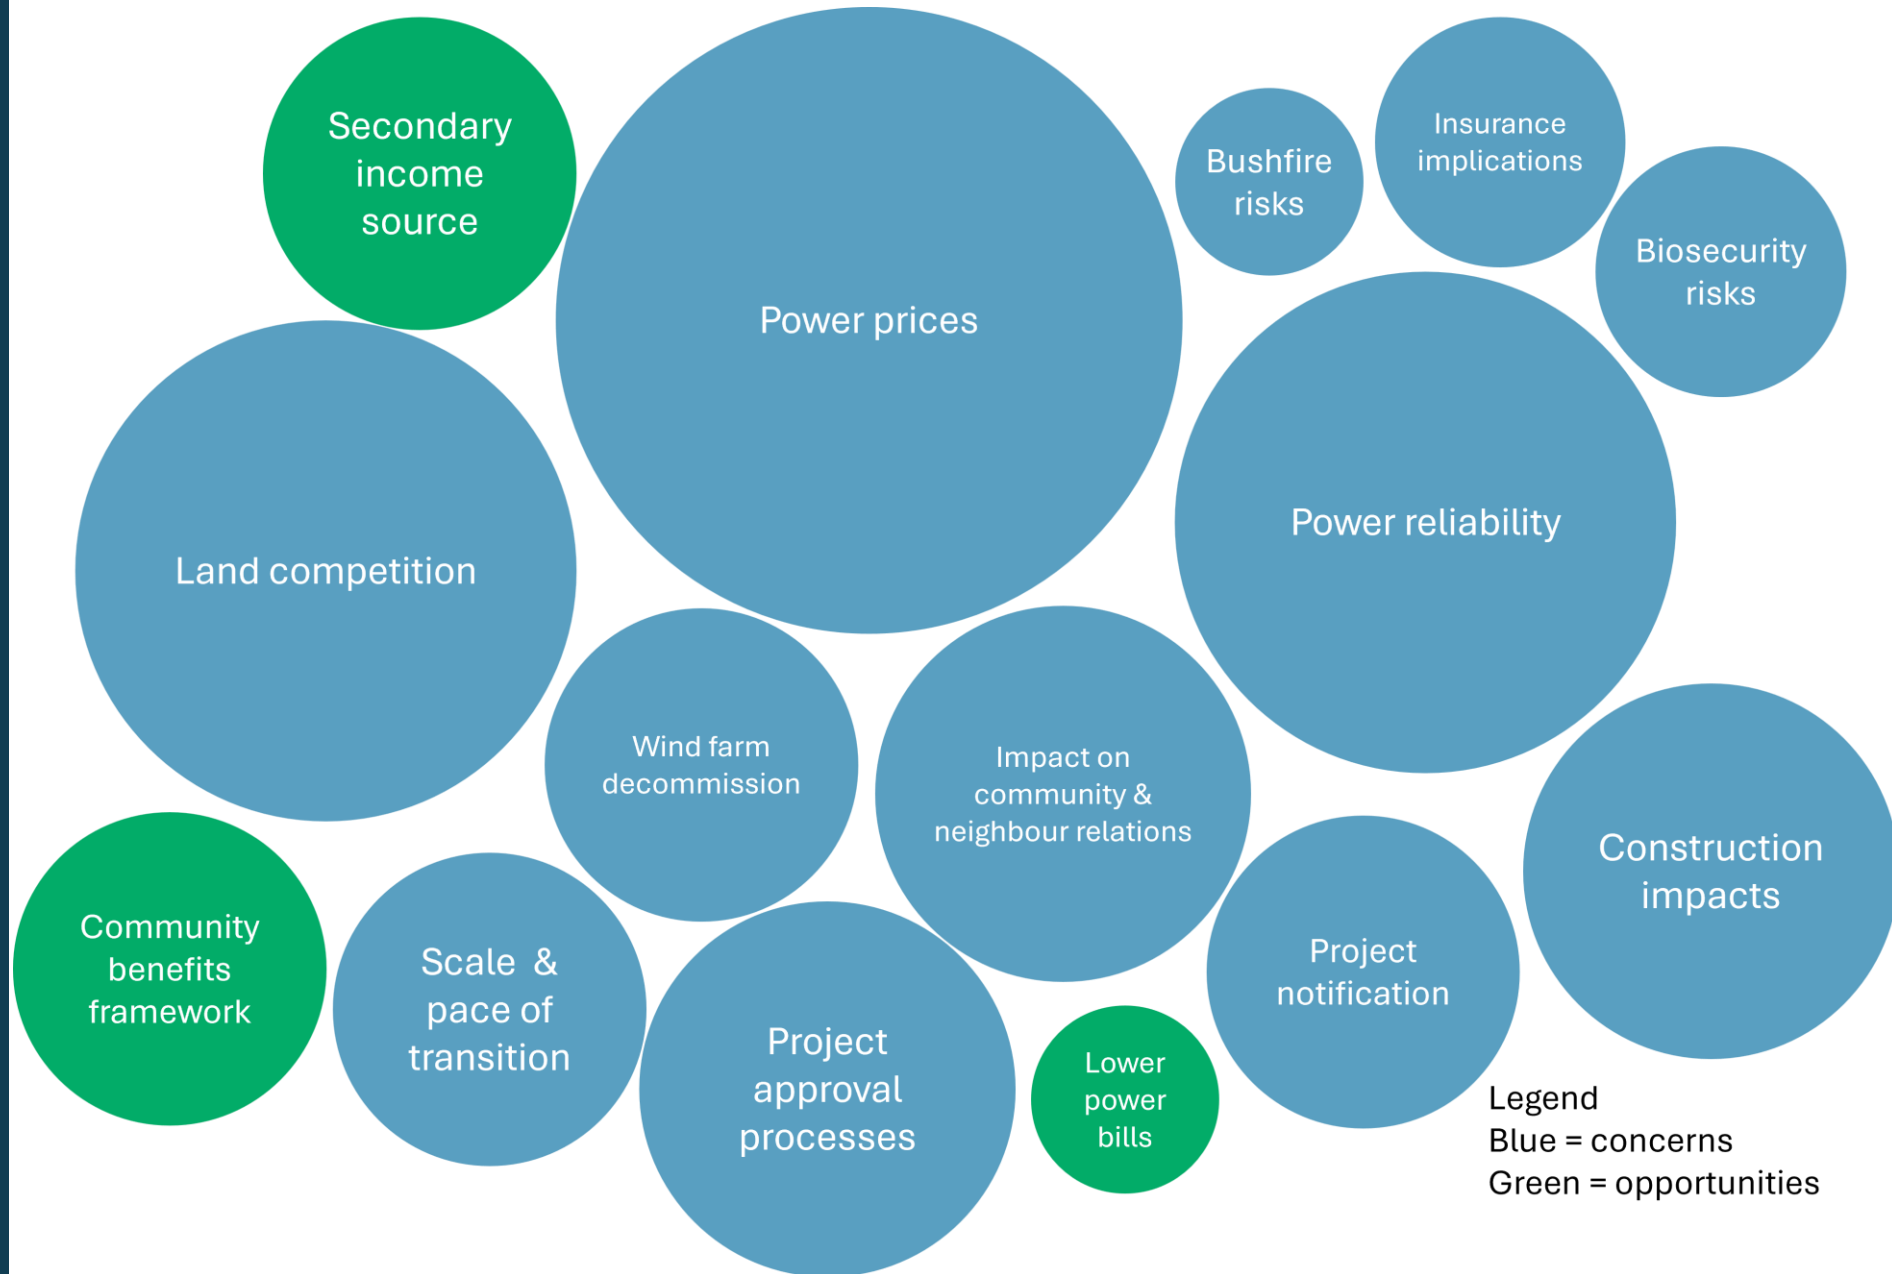 Secondary
income
source
Power prices
Bushfire
risks
Insurance
implications
Biosecurity
risks
Land competition
Power reliability
Wind farm
decommission
Impact on
community &
neighbour relations
Construction
impacts
Community
benefits
framework
Scale & 
pace of
transition
Project
approval
processes
Lower
power
bills
Project
notification
Legend
Blue = concerns
Green = opportunities